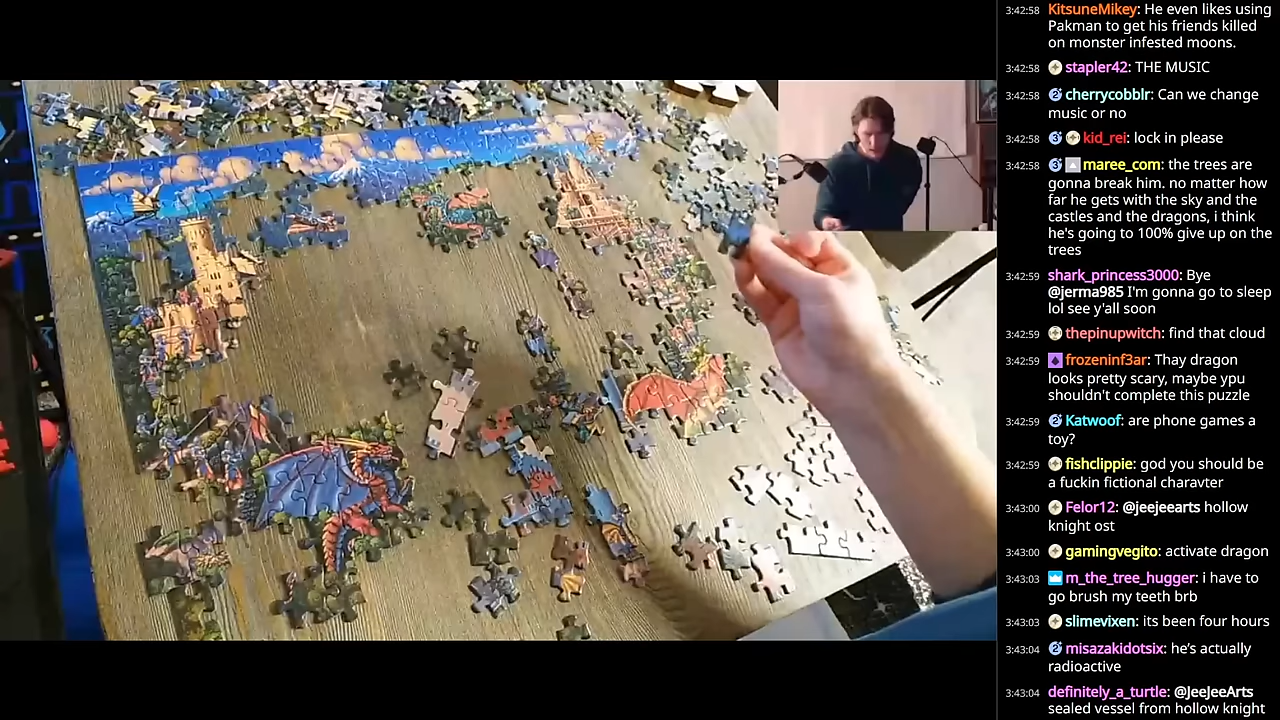 3:42:58 KitsuneMikey: He even likes using
Pakman to get his friends killed
on monster infested moons.
3:42:58 stapler42: THE MUSIC
3:42:58 cherrycobblr: Can we change
music or no
3:42:58 kid_rei: lock in please
3:42:58 maree_com: the trees are
gonna break him. no matter how
far he gets with the sky and the
castles and the dragons, i think
he's going to 100% give up on the
trees
3:42:59 shark_princess3000: Bye
@jerma985 I'm gonna go to sleep
lol see y'all soon
3:42:59 thepinupwitch: find that cloud
3:42:59 frozeninf3ar: Thay dragon
looks pretty scary, maybe ypu
shouldn't complete this puzzle
3:42:59 Katwoof: are phone games a
toy?
3:42:59 fishclippie: god you should be
a fuckin fictional charavter
3:43:00 Felor12: @jeejeearts hollow
knight ost
3:43:00 gamingvegito: activate dragon
3:43:03 m_the_tree_hugger: i have to
go brush my teeth brb
3:43:03 slimevixen: its been four hours
3:43:04 misazakidotsix: he's actually
radioactive
3:43:04 definitely_a_turtle: @JeeJeeArts
sealed vessel from hollow knight